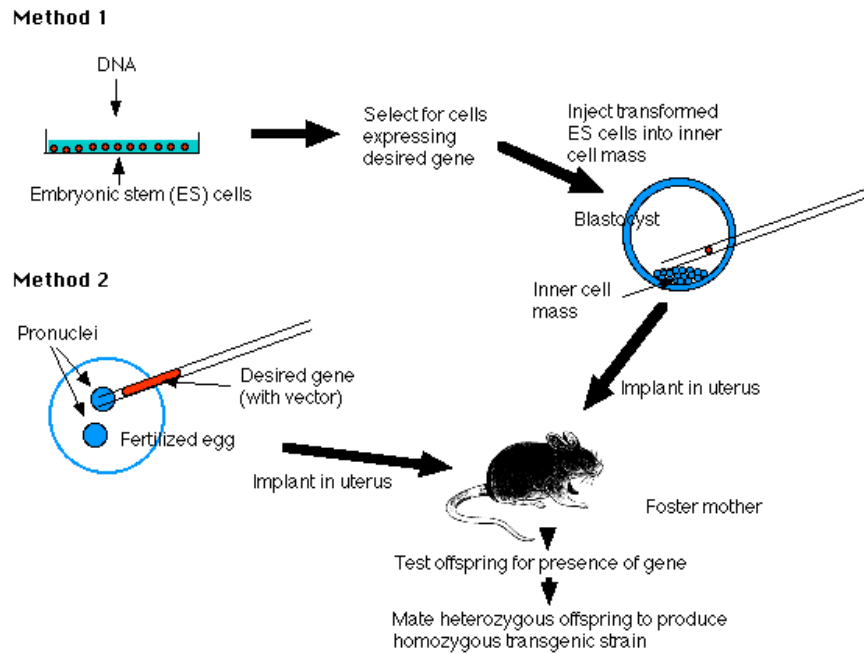 Method 1
DNA
Embryonic stem (ES) cells
Select for cells
expressing
desired gene
Inject transformed
ES cells into inner
cell mass
Blastocyst
Inner cell
mass
Implant in uterus
Method 2
Pronuclei
Desired gene
(with vector)
Fertilized egg
Implant in uterus
Foster mother
Test offspring for presence of gene
Mate heterozygous offspring to produce
homozygous transgenic strain